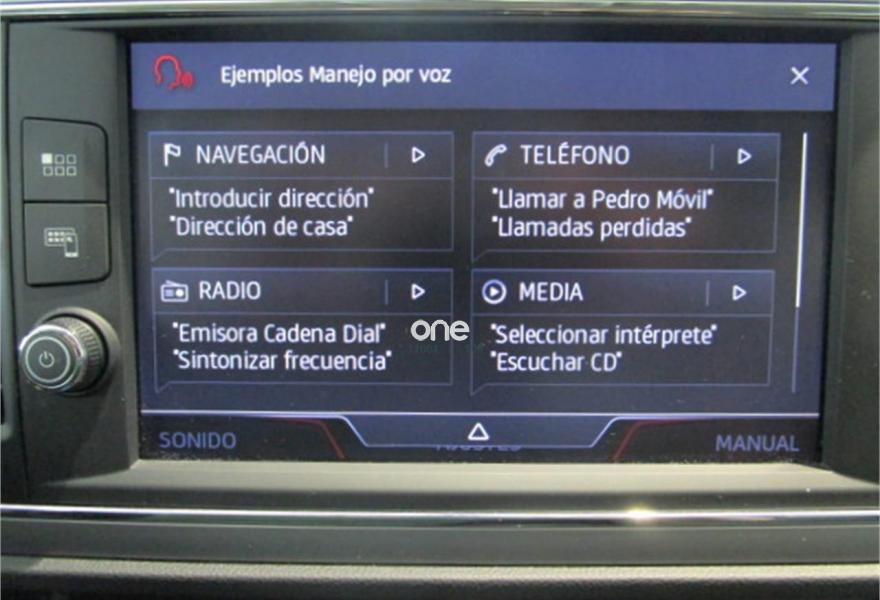 Ejemplos Manejo por voz
NAVEGACIÓN
"Introducir dirección"
"Dirección de casa"
TELÉFONO
"Llamar a Pedro Móvil"
"Llamadas perdidas"
RADIO
"Emisora Cadena Dial"
"Sintonizar frecuencia"
MEDIA
"Seleccionar intérprete"
"Escuchar CD"
one
SONIDO
MANUAL